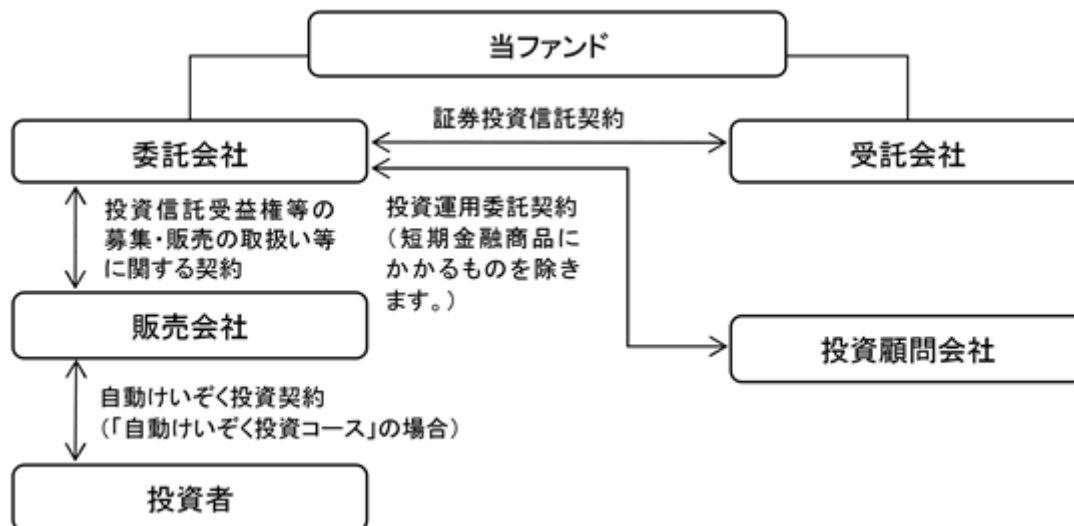 当ファンド
証券投資信託契約
委託会社
受託会社
投資信託受益権等の
募集・販売の取扱い等
に関する契約
投資運用委託契約
（短期金融商品に
かかるものを除き
ます。）
販売会社
投資顧問会社
自動けいぞく投資契約
（「自動けいぞく投資コース」の場合）
投資者